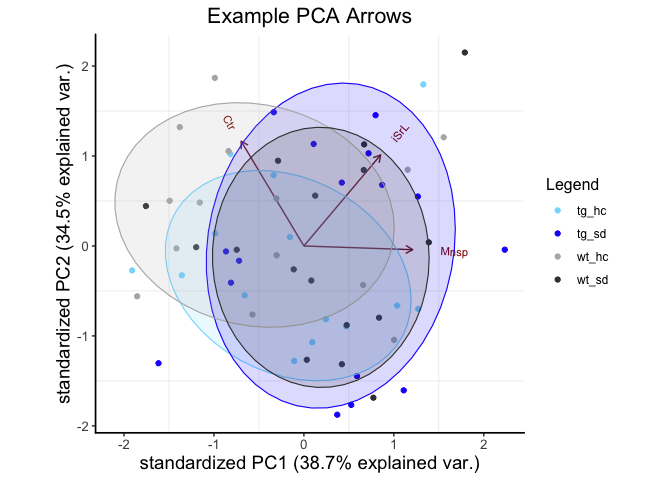 Example PCA Arrows
standardized PC2 (34.5% explained var.)
2
1
0
-1
-2
Ctr
iSrL
Mnsp
-2
-1
0
1
2
standardized PC1 (38.7% explained var.)
Legend
tg_hc
tg_sd
wt_hc
wt_sd